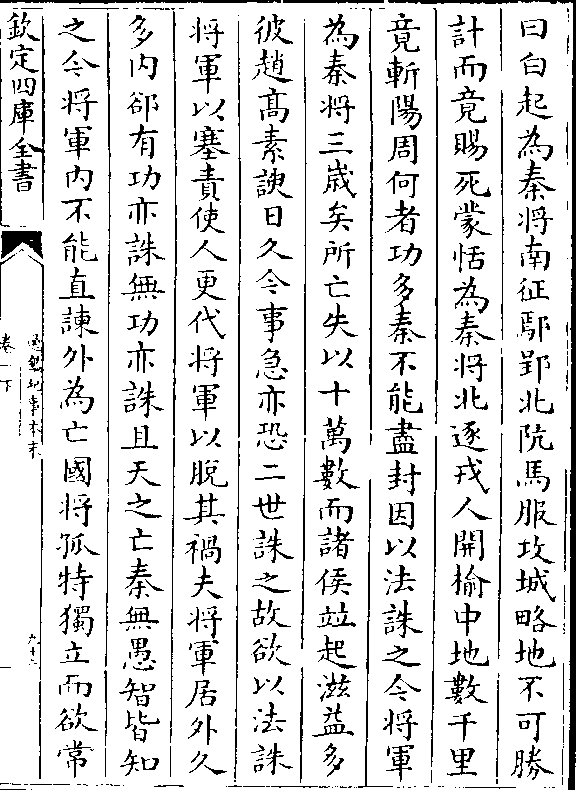 曰白起為秦將南征鄢郢北阬馬服攻城略地不可勝
計而竟賜死蒙恬為秦將北逐戎人開榆中地數千里
竟斬陽周何者功多秦不能盡封因以法誅之今將軍
為秦將三歲矣所亡失以十萬數而諸侯竝起滋益多
彼趙髙素諛日久今事急亦恐二世誅之故欲以法誅
將軍以塞責使人更代將軍以脫其禍夫將軍居外久
多内郤有功亦誅無功亦誅且天之亡秦無愚智皆知
之今將軍内不能直諫外為亡國將孤特獨立而欲常
欽定四庫全書
事本末
卷一下